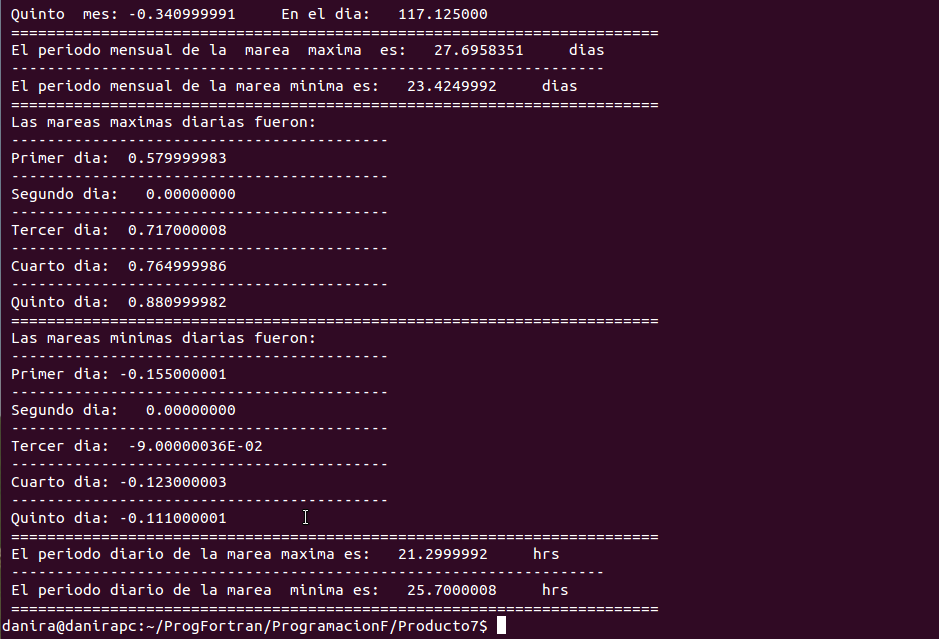 Quinto  mes: -0.340999991     En el dia:   117.125000
========================================================================
El periodo mensual de la  marea  maxima  es:   27.6958351     dias
------------------------------------------------------------------
El periodo mensual de la marea minima es:   23.4249992     dias
========================================================================
Las mareas maximas diarias fueron:
------------------------------------------
Primer dia:  0.579999983
------------------------------------------
Segundo dia:   0.00000000
------------------------------------------
Tercer dia:  0.717000008
------------------------------------------
Cuarto dia:  0.764999986
------------------------------------------
Quinto dia:  0.880999982
========================================================================
Las mareas minimas diarias fueron:
------------------------------------------
Primer dia: -0.155000001
------------------------------------------
Segundo dia:   0.00000000
------------------------------------------
Tercer dia:  -9.00000036E-02
------------------------------------------
Cuarto dia: -0.123000003
------------------------------------------
Quinto dia: -0.111000001
========================================================================
El periodo diario de la marea maxima es:   21.2999992     hrs
------------------------------------------------------------------
El periodo diario de la marea  minima es:   25.7000008     hrs
========================================================================
danira@danirapc:~/ProgFortran/ProgramacionF/Producto7$